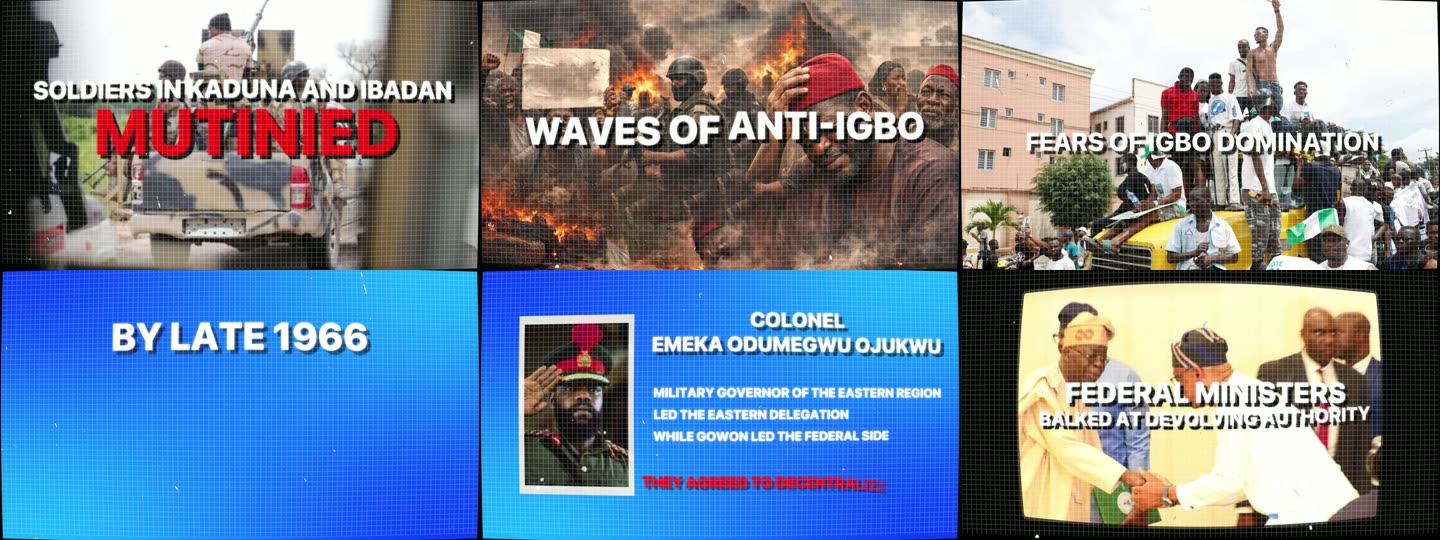 SOLDIERS IN KADUNA AND IBADAN
MUTINIED
WAVES OF ANTI-IGBO
FEARS OF IGBO DOMINATION
BY LATE 1966
COLONEL
EMEKA ODUMEGWU OJUKWU
MILITARY GOVERNOR OF THE EASTERN REGION
LED THE EASTERN DELEGATION
WHILE GOWON LED THE FEDERAL SIDE
THEY AGREED TO DECENTRALIZE
FEDERAL MINISTERS
BALKED AT DEVOLVING AUTHORITY